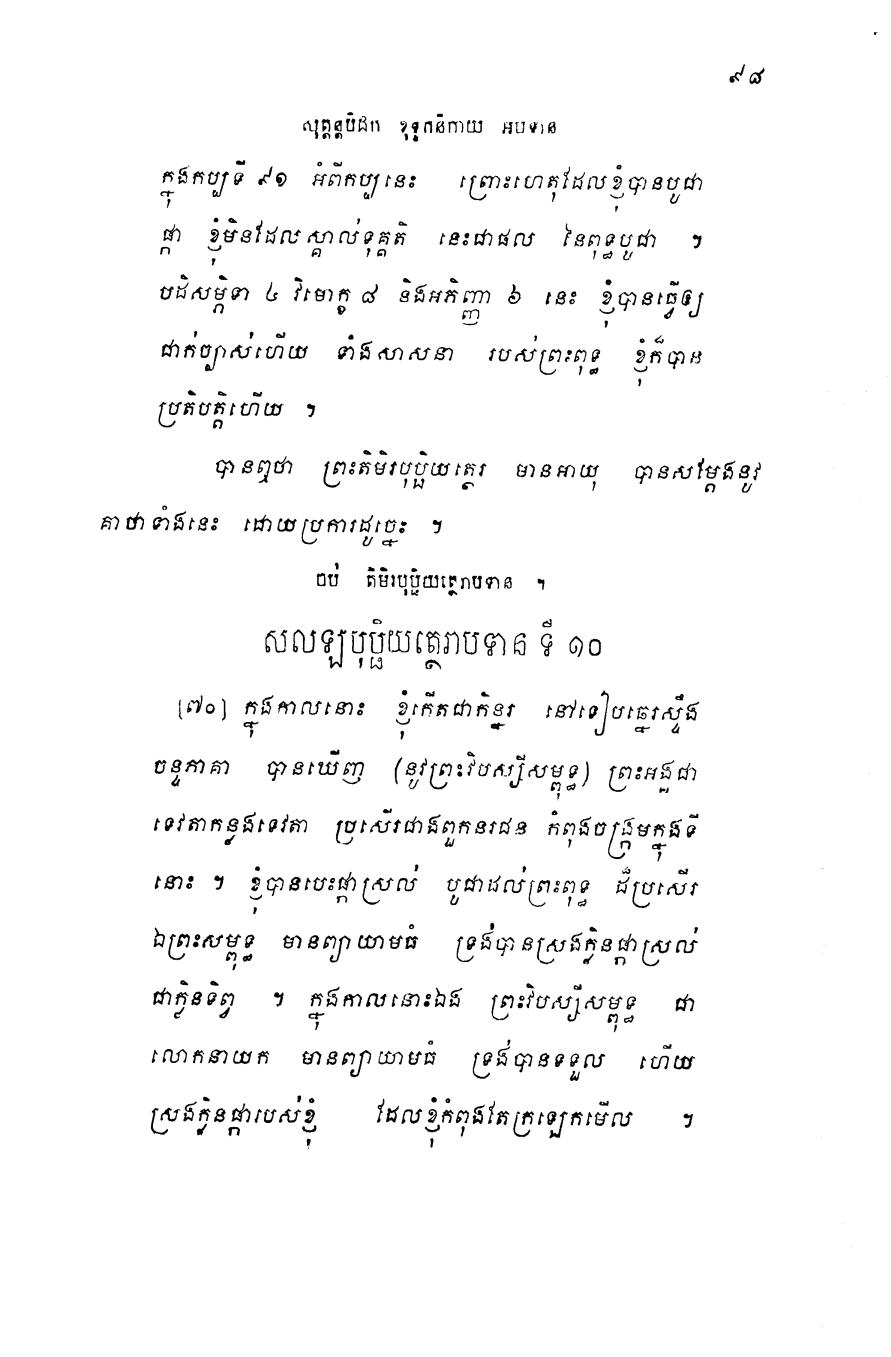 ៩៨
សុត្តន្តបិដក ខុទ្ទកនិកាយ អបទាន
ក្នុងកប្បទី ៩១ អំពីកប្បនេះ ព្រោះហេតុដែលខ្ញុំបានបូជា
ផ្កា ខ្ញុំមិនដែលស្គាល់ទុគ្គតិ នេះជាផល នៃពុទ្ធបូជា ។
បដិសម្ភិទា ៤ វិមោក្ខ ៨ និងអភិញ្ញា ៦ នេះ ខ្ញុំបានធ្វើឲ្យ
ជាក់ច្បាស់ហើយ ទាំងសាសនា របស់ព្រះពុទ្ធ ខ្ញុំក៏បាន
ប្រតិបត្តិហើយ ។
បានឮថា ព្រះតិមិរបុប្ផិយត្ថេរ មានអាយុ បានសម្ដែងនូវ
គាថាទាំងនេះ ដោយប្រការដូច្នេះ ។
ចប់ តិមិរបុប្ផិយត្ថេរាបទាន ។
សលឡបុប្ផិយត្ថេរាបទាន ទី ១០
[៧០] ក្នុងកាលនោះ ខ្ញុំកើតជាកិន្នរ នៅទៀបឆ្នេរស្ទឹង
ចន្ទភាគា បានឃើញ (នូវព្រះវិបស្សីសម្ពុទ្ធ) ព្រះអង្គជា
ទេវតាកន្លងទេវតា ប្រសើរជាងពួកនរជន កំពុងចង្ក្រមក្នុងទី
នោះ ។ ខ្ញុំបានបេះផ្កាស្រល់ បូជាដល់ព្រះពុទ្ធ ដ៏ប្រសើរ
ឯព្រះសម្ពុទ្ធ មានព្យាយាមធំ ទ្រង់បានស្រងក្លិនផ្កាស្រល់
ជាក្លិនទិព្វ ។ ក្នុងកាលនោះឯង ព្រះវិបស្សីសម្ពុទ្ធ ជា
លោកនាយក មានព្យាយាមធំ ទ្រង់បានទទួល ហើយ
ស្រងក្លិនផ្ការបស់ខ្ញុំ ដែលខ្ញុំកំពុងតែក្រឡេកមើល ។